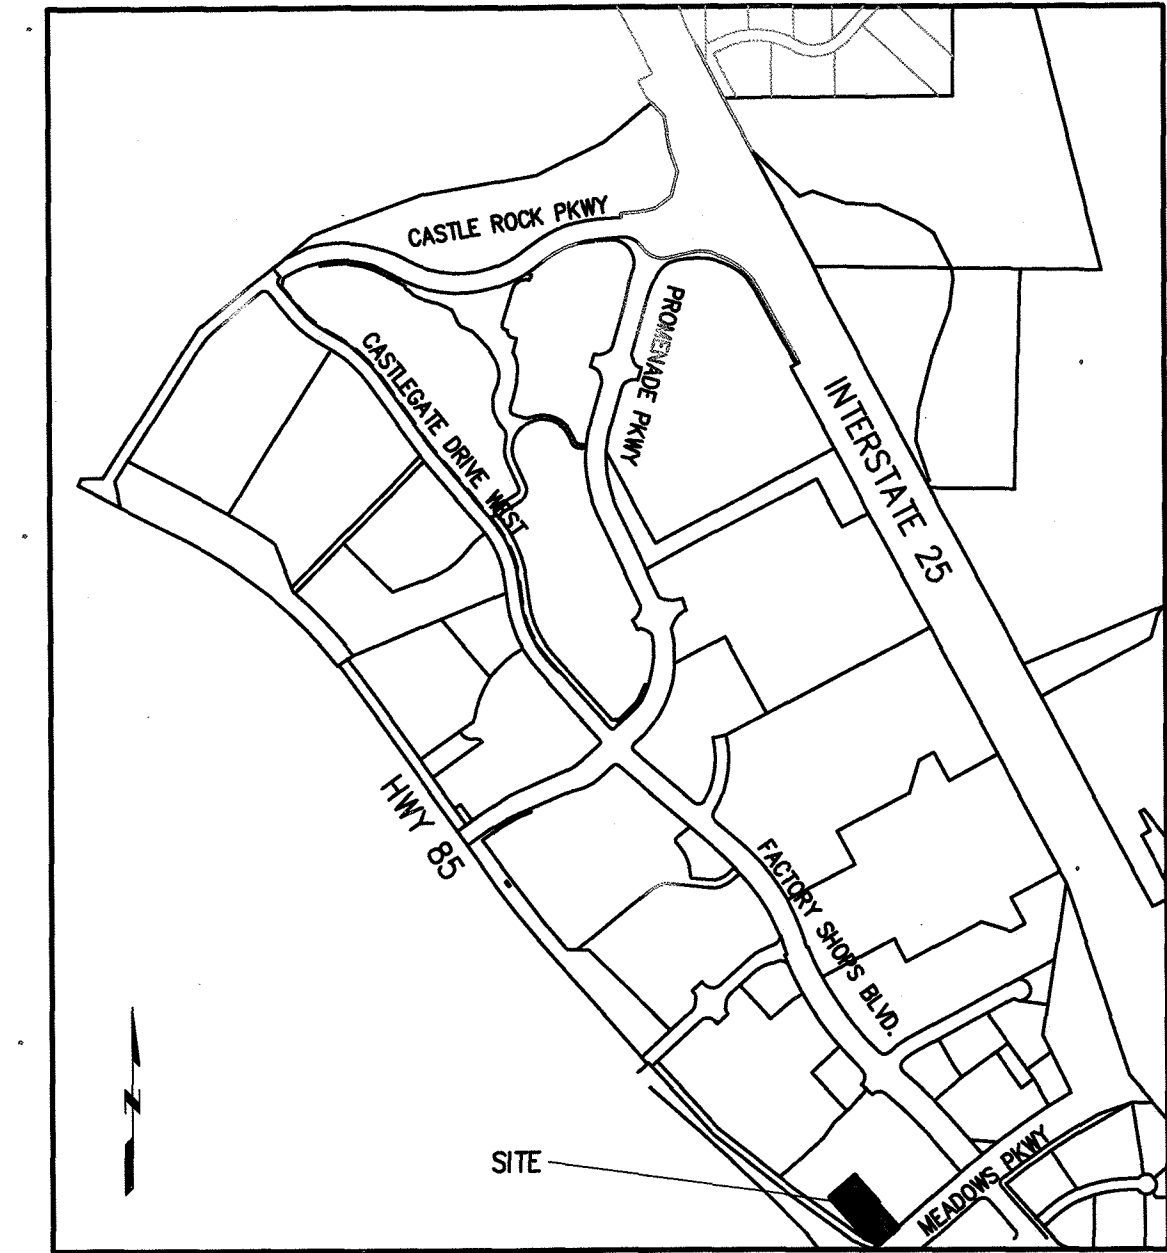 CASTLE ROCK PKWY
PROMENADE PKWY
CASTLEGATE DRIVE WEST
INTERSTATE 25
HWY 85
FACTORY SHOPS BLVD.
N
SITE
MEADOWS PKWY